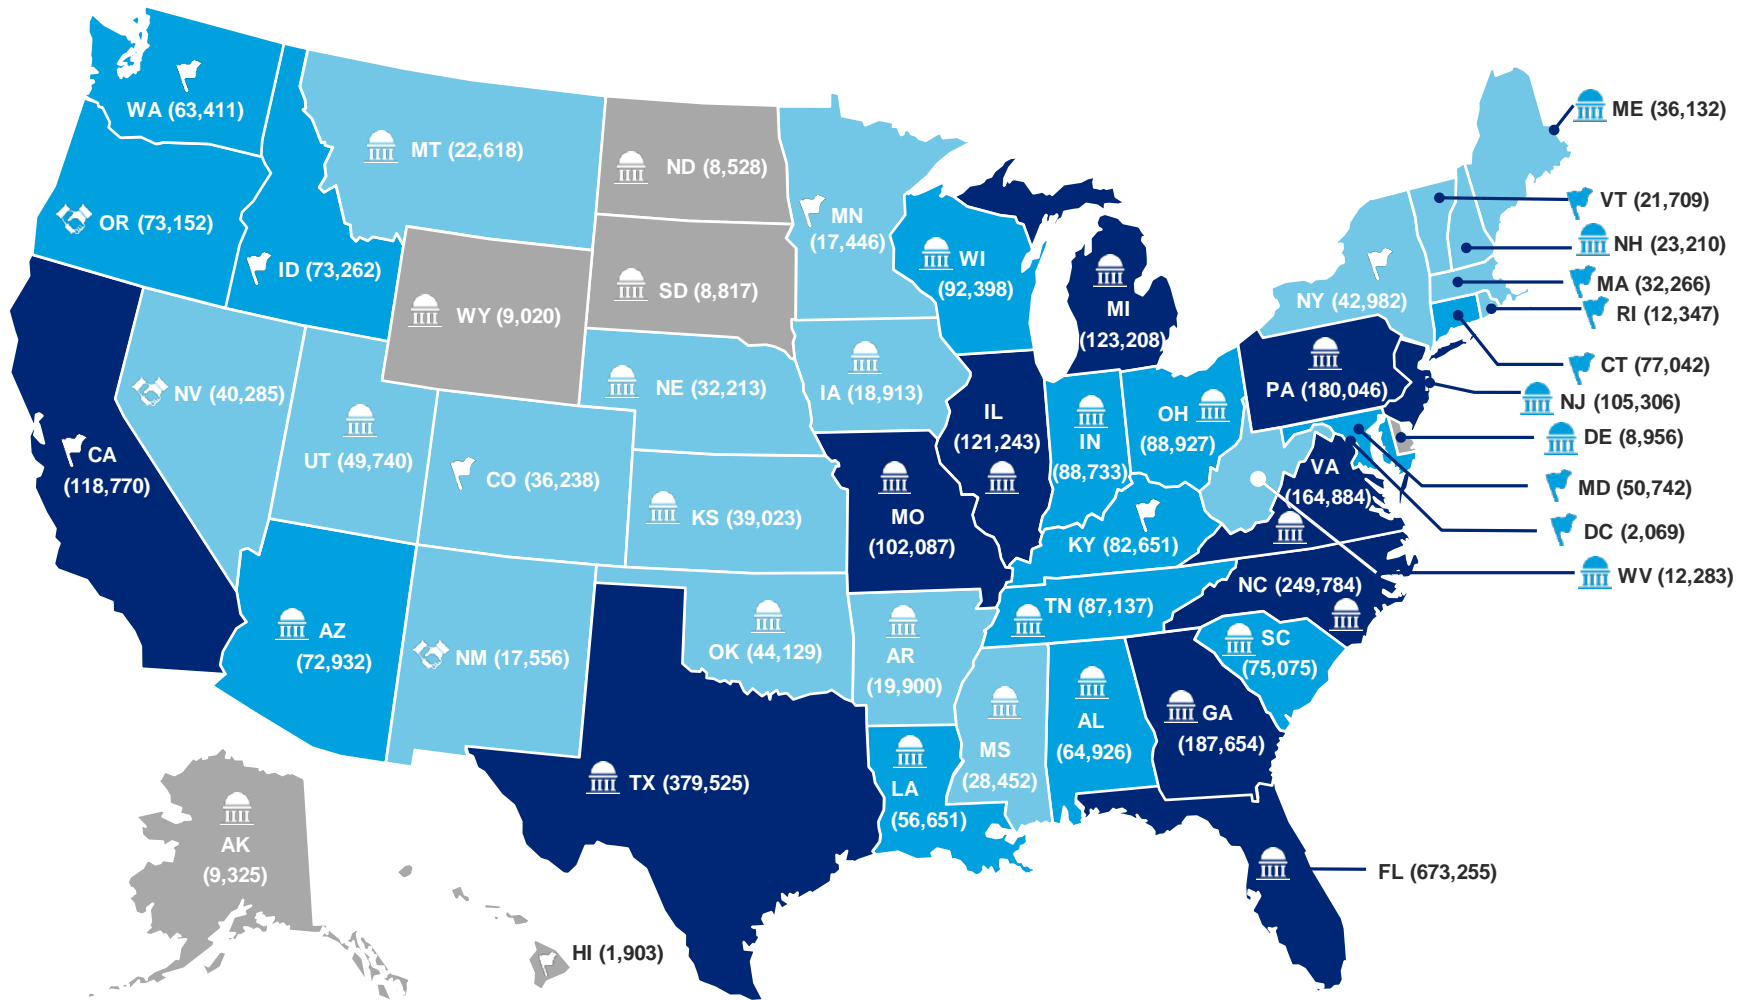 ME (36,132)
WA (63,411)
MT (22,618)
ND (8,528)
VT (21,709)
OR (73,152)
MN
(17,446)
NH (23,210)
ID (73,262)
WI
(92,398)
SD (8,817)
MA (32,266)
NY (42,982)
WY (9,020)
MI
(123,208)
RI (12,347)
CT (77,042)
NV (40,285)
NE (32,213)
IA (18,913)
PA (180,046)
NJ (105,306)
IL
(121,243)
OH
(88,927)
IN
(88,733)
DE (8,956)
CA
(118,770)
UT (49,740)
CO (36,238)
VA
(164,884)
MD (50,742)
KS (39,023)
MO
(102,087)
DC (2,069)
KY (82,651)
WV (12,283)
NC (249,784)
TN (87,137)
AZ
(72,932)
NM (17,556)
OK (44,129)
AR
(19,900)
SC
(75,075)
MS
(28,452)
AL
(64,926)
GA
(187,654)
TX (379,525)
LA
(56,651)
AK
(9,325)
FL (673,255)
HI (1,903)